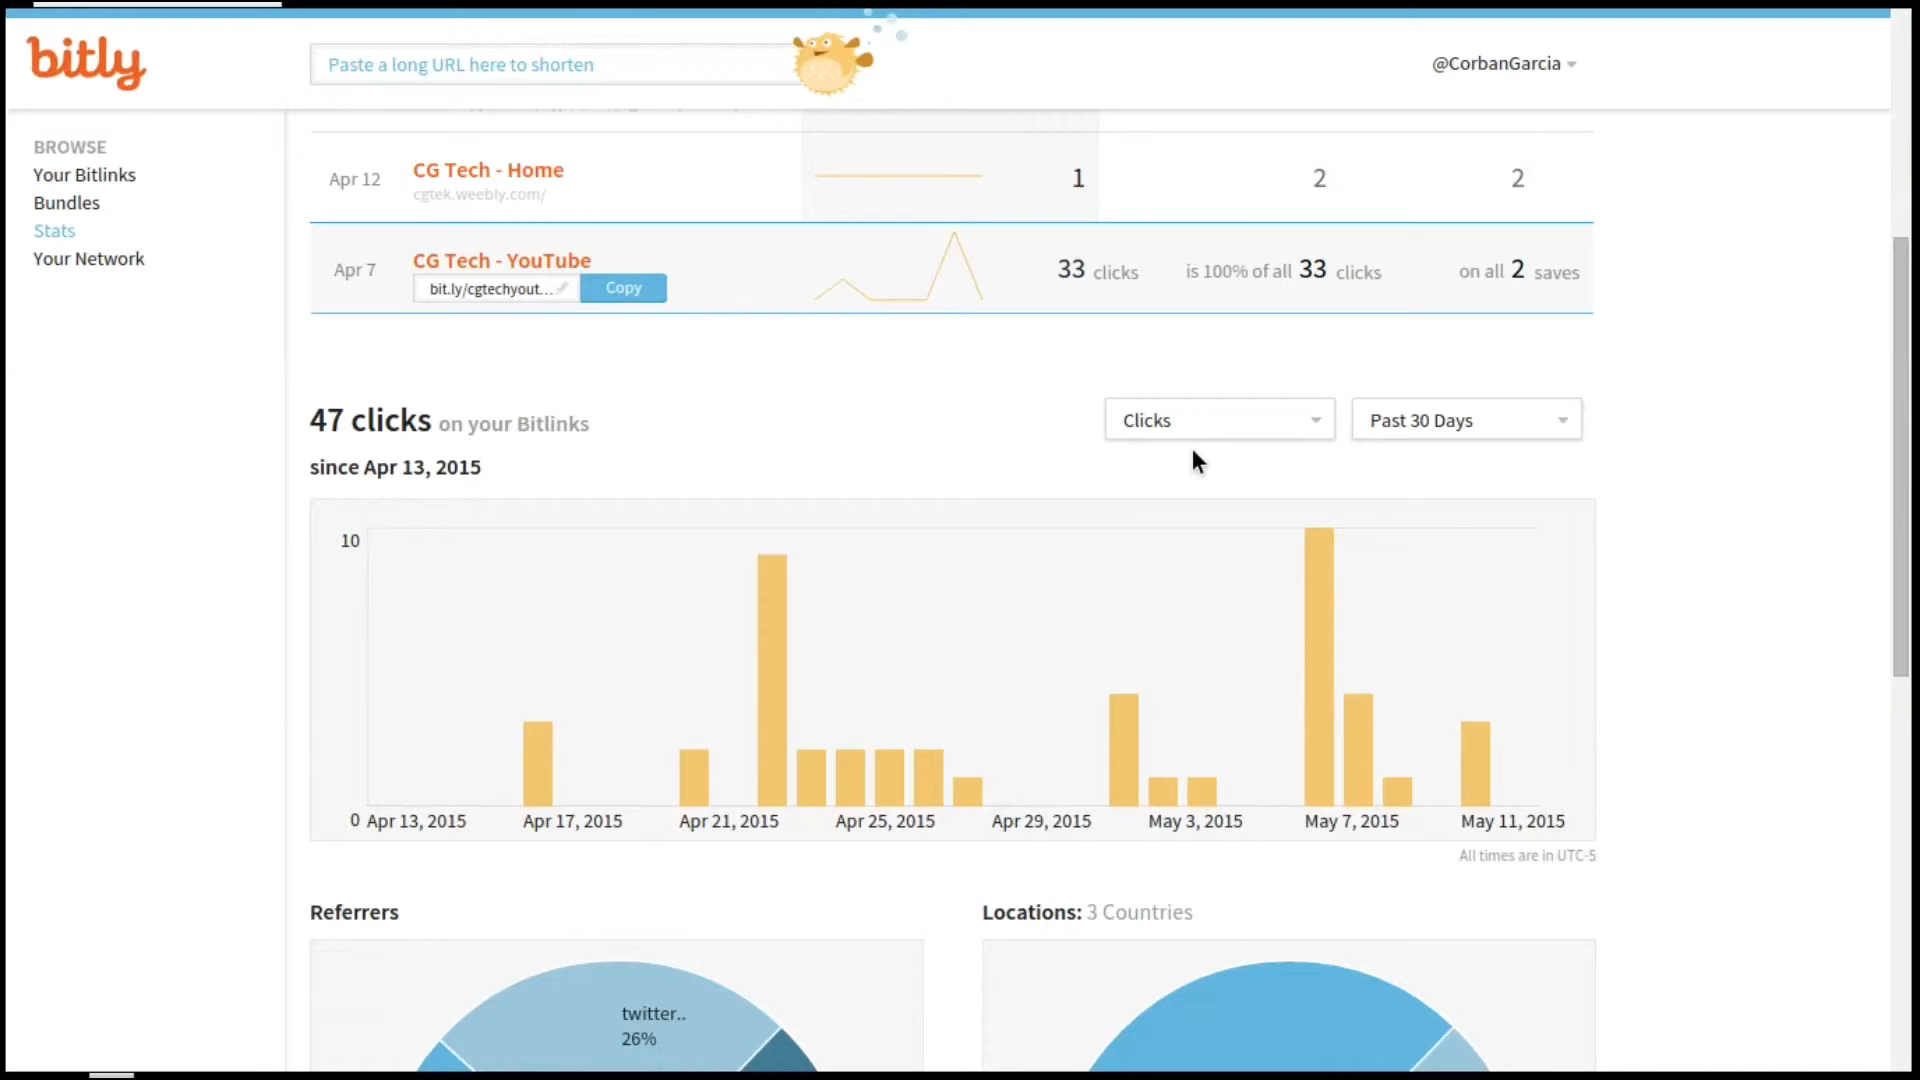 bitly
Paste a long URL here to shorten
@CorbanGarcia
BROWSE
Your Bitlinks
Bundles
Stats
Your Network
Apr 12
CG Tech - Home
cgtek.weebly.com/
1
2
2
Apr 7
CG Tech - YouTube
bit.ly/cgtechyout...
Copy
33 clicks
is 100% of all 33 clicks
on all 2 saves
47 clicks on your Bitlinks
Clicks
Past 30 Days
since Apr 13, 2015
10
0
Apr 13, 2015
Apr 17, 2015
Apr 21, 2015
Apr 25, 2015
Apr 29, 2015
May 3, 2015
May 7, 2015
May 11, 2015
All times are in UTC-5
Referrers
Locations: 3 Countries
twitter..
26%